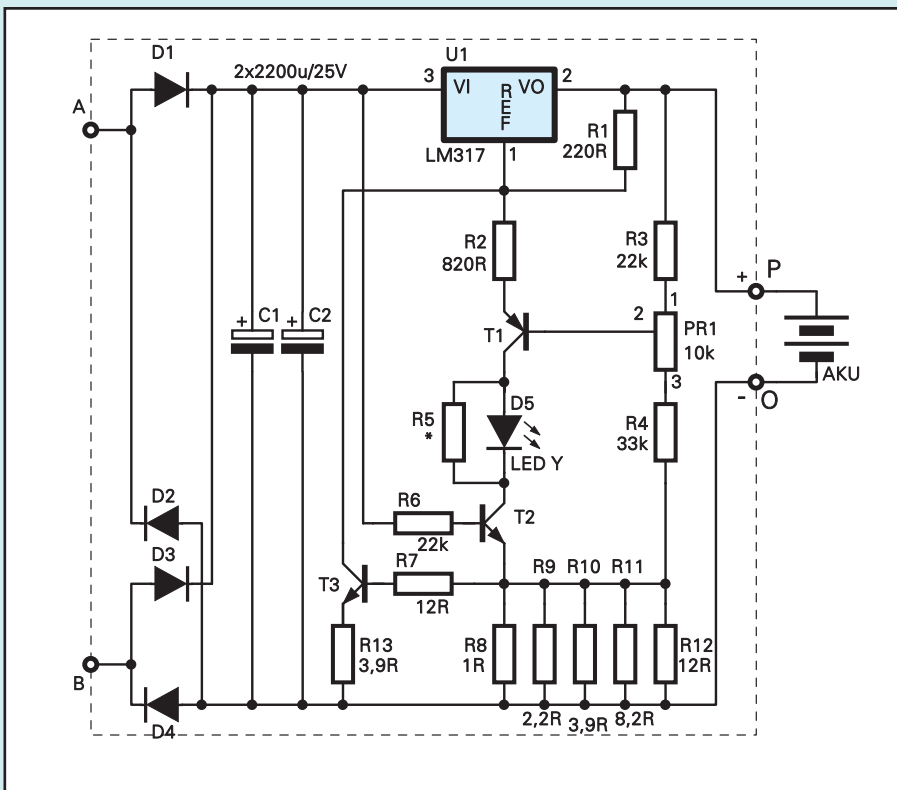 D1
2x2200u/25V
U1
3
VI
REF
VO
2
A
LM317
1
R1
220R
R2
820R
R3
22k
+
P
1
2
PR1
10k
3
T1
+
C1
+
C2
AKU
-
O
R5
*
D5
LED Y
R4
33k
D2
R6
22k
T2
D3
T3
R7
12R
R9
R10
R11
R13
3,9R
R8
1R
R12
12R
B
D4
2,2R
3,9R
8,2R